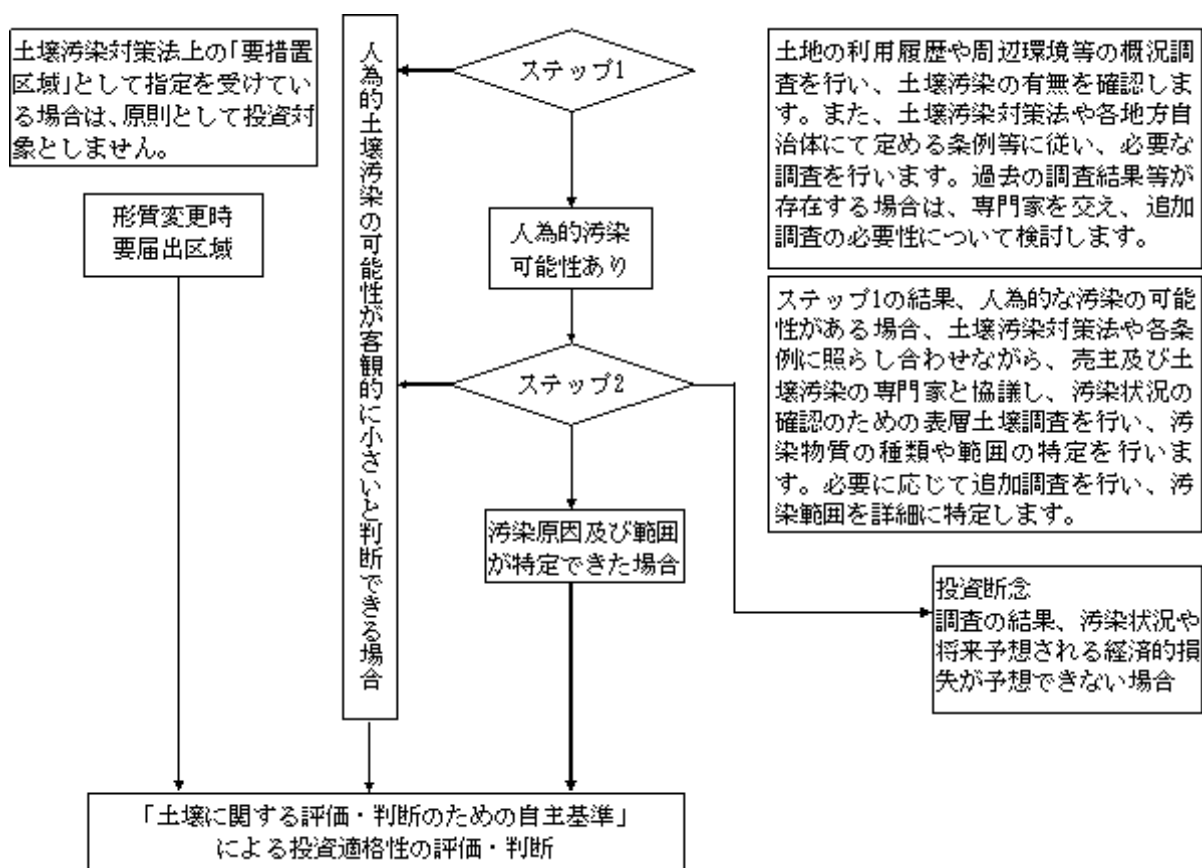 土壌汚染対策法上の「要措置
区域」として指定を受けてい
る場合は、原則として投資対
象としません。
形質変更時
要届出区域
人為的土壌汚染の可能性が客観的に小さいと判断できる場合
ステップ1
人為的汚染
可能性あり
ステップ2
汚染原因及び範囲
が特定できた場合
土地の利用履歴や周辺環境等の概況調
査を行い、土壌汚染の有無を確認しま
す。また、土壌汚染対策法や各地方自
治体にて定める条例等に従い、必要な
調査を行います。過去の調査結果等が
存在する場合は、専門家を交え、追加
調査の必要性について検討します。
ステップ1の結果、人為的な汚染の可能
性がある場合、土壌汚染対策法や各条
例に照らし合わせながら、売主及び土
壌汚染の専門家と協議し、汚染状況の
確認のための表層土壌調査を行い、汚
染物質の種類や範囲の特定を行いま
す。必要に応じて追加調査を行い、汚
染範囲を詳細に特定します。
投資断念
調査の結果、汚染状況や
将来予想される経済的損
失が予想できない場合
「土壌に関する評価・判断のための自主基準」
による投資適格性の評価・判断